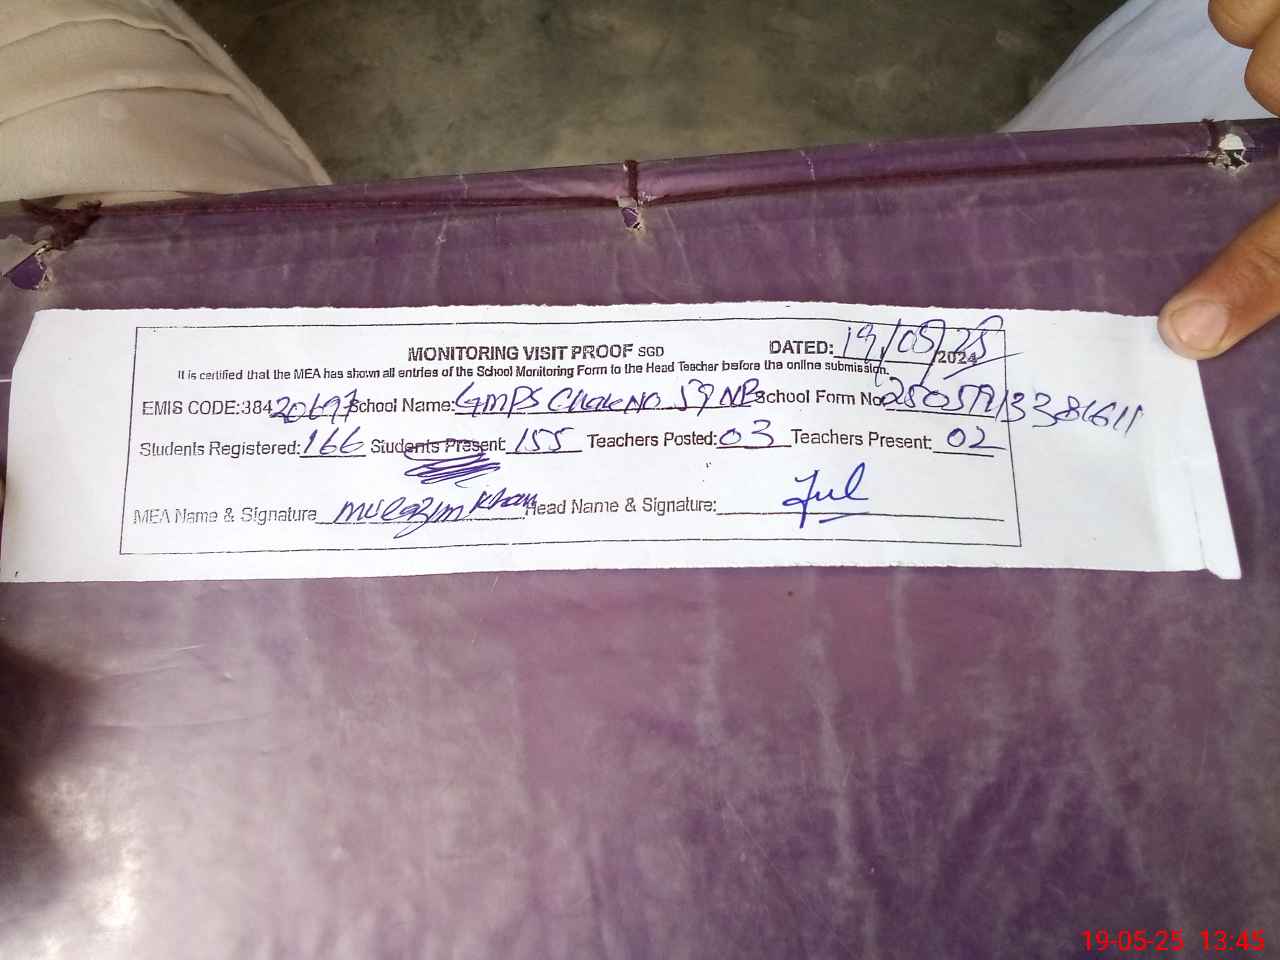 MONITORING VISIT PROOF SGD DATED: 19/05/25 2024
It is certified that the MEA has shown all entries of the School Monitoring Form to the Head Teacher before the online submission.
EMIS CODE:38420697 School Name: GMPS Chak No 59 NB School Form No:
Students Registered: 166 Students Present: 155 Teachers Posted: 03 Teachers Present: 02
MEA Name & Signature Mulazim Khan Head Name & Signature:
19-05-25 13:45